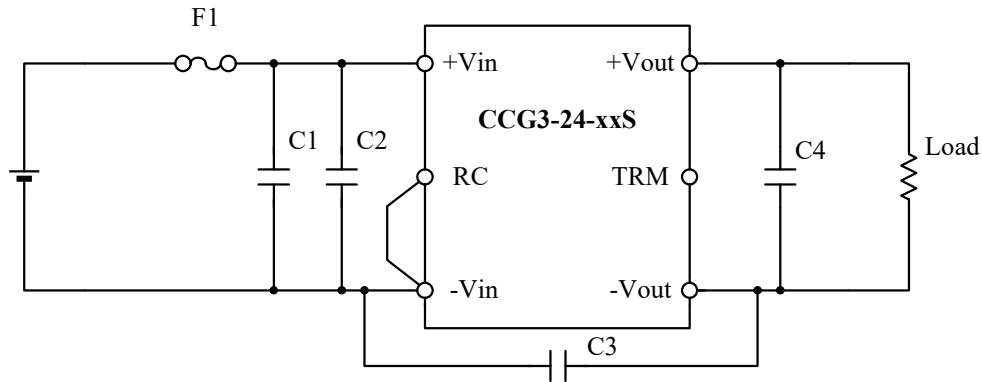 F1
+Vin
+Vout
CCG3-24-xxS
C1
C2
C4
Load
RC
TRM
-Vin
-Vout
C3